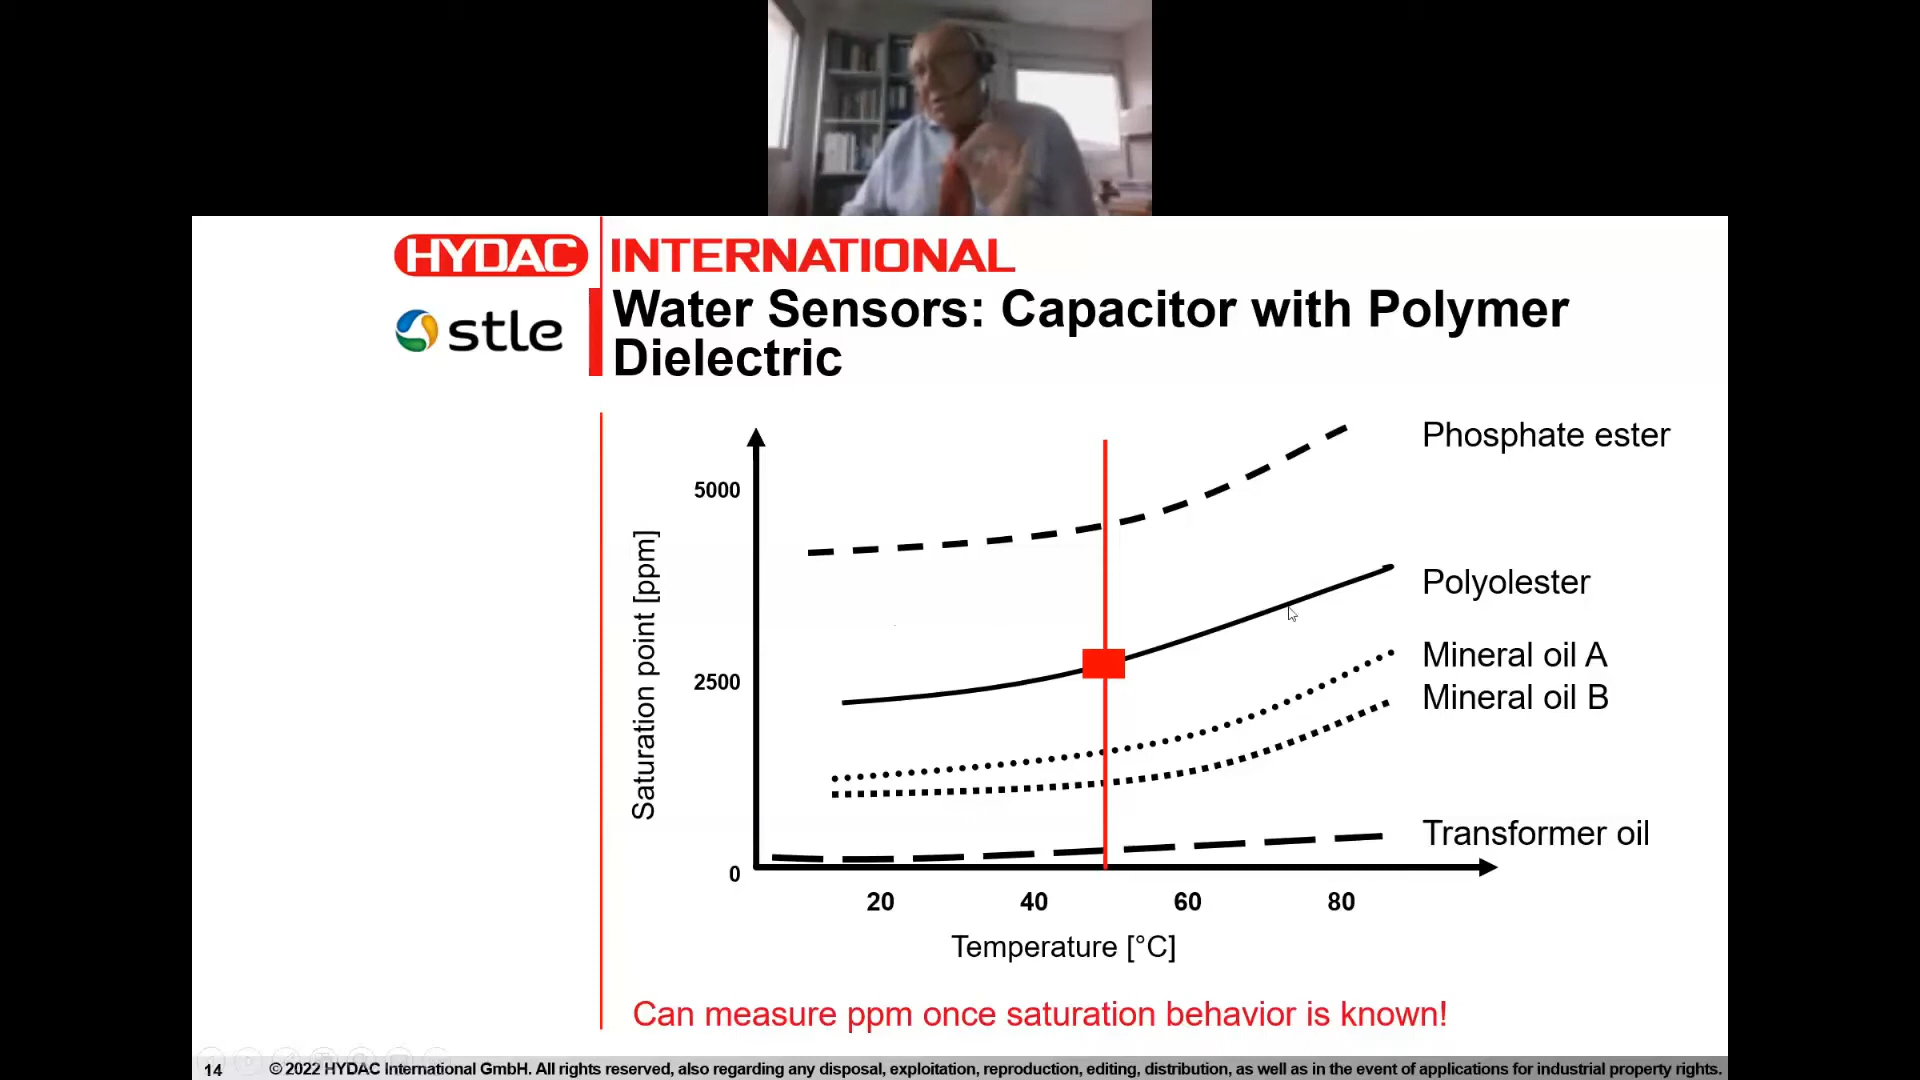 HYDAC INTERNATIONAL
stle
Water Sensors: Capacitor with Polymer
Dielectric
Saturation point [ppm]
5000
2500
0
Phosphate ester
Polyolester
Mineral oil A
Mineral oil B
Transformer oil
20 40 60 80
Temperature [°C]
Can measure ppm once saturation behavior is known!
14
© 2022 HYDAC International GmbH. All rights reserved, also regarding any disposal, exploitation, reproduction, editing, distribution, as well as in the event of applications for industrial property rights.